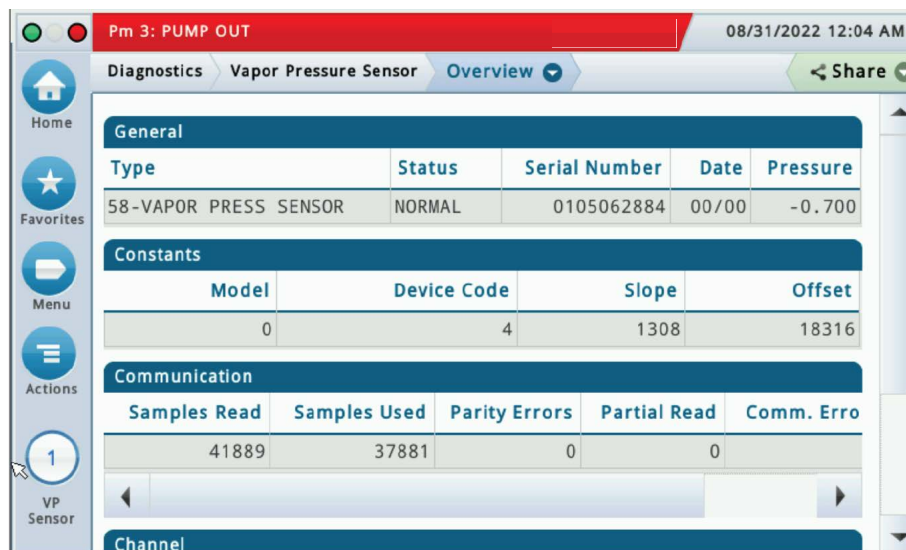 Pm 3: PUMP OUT 08/31/2022 12:04 AM
Diagnostics Vapor Pressure Sensor Overview Share
Home
General
Type Status Serial Number Date Pressure
58-VAPOR PRESS SENSOR NORMAL 0105062884 00/00 -0.700
Favorites
Constants
Model Device Code Slope Offset
Menu
0 4 1308 18316
Communication
Actions
Samples Read Samples Used Parity Errors Partial Read Comm. Erro
41889 37881 0 0
1
VP
Sensor
Channel